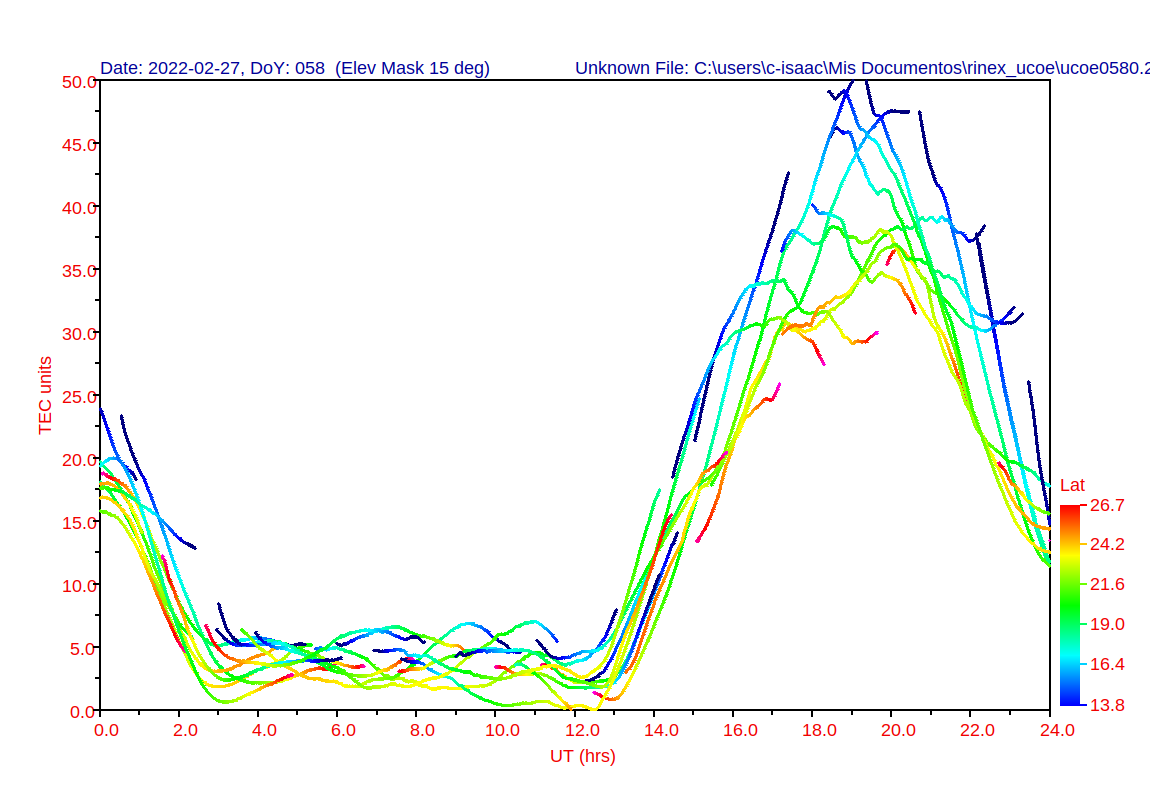 Date: 2022-02-27, DoY: 058  (Elev Mask 15 deg)
Unknown File: C:\users\c-isaac\Mis Documentos\rinex_ucoe\ucoe0580.2
50.0
45.0
40.0
35.0
30.0
25.0
20.0
15.0
10.0
5.0
0.0
TEC units
0.0 2.0 4.0 6.0 8.0 10.0 12.0 14.0 16.0 18.0 20.0 22.0 24.0
UT (hrs)
Lat
26.7
24.2
21.6
19.0
16.4
13.8